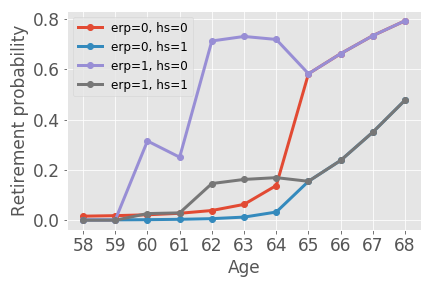 0.8
0.6
0.4
0.2
0.0
Retirement probability
erp=0, hs=0
erp=0, hs=1
erp=1, hs=0
erp=1, hs=1
58 59 60 61 62 63 64 65 66 67 68
Age